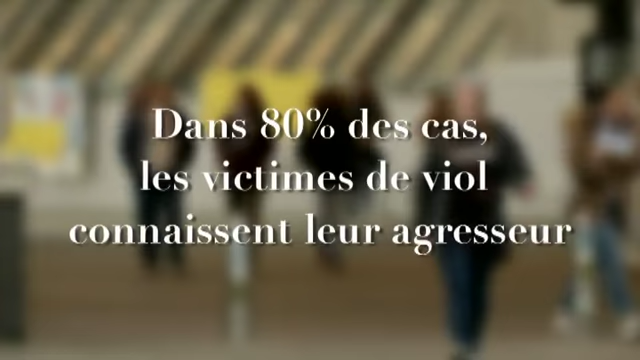 Dans 80% des cas,
les victimes de viol
connaissent leur agresseur